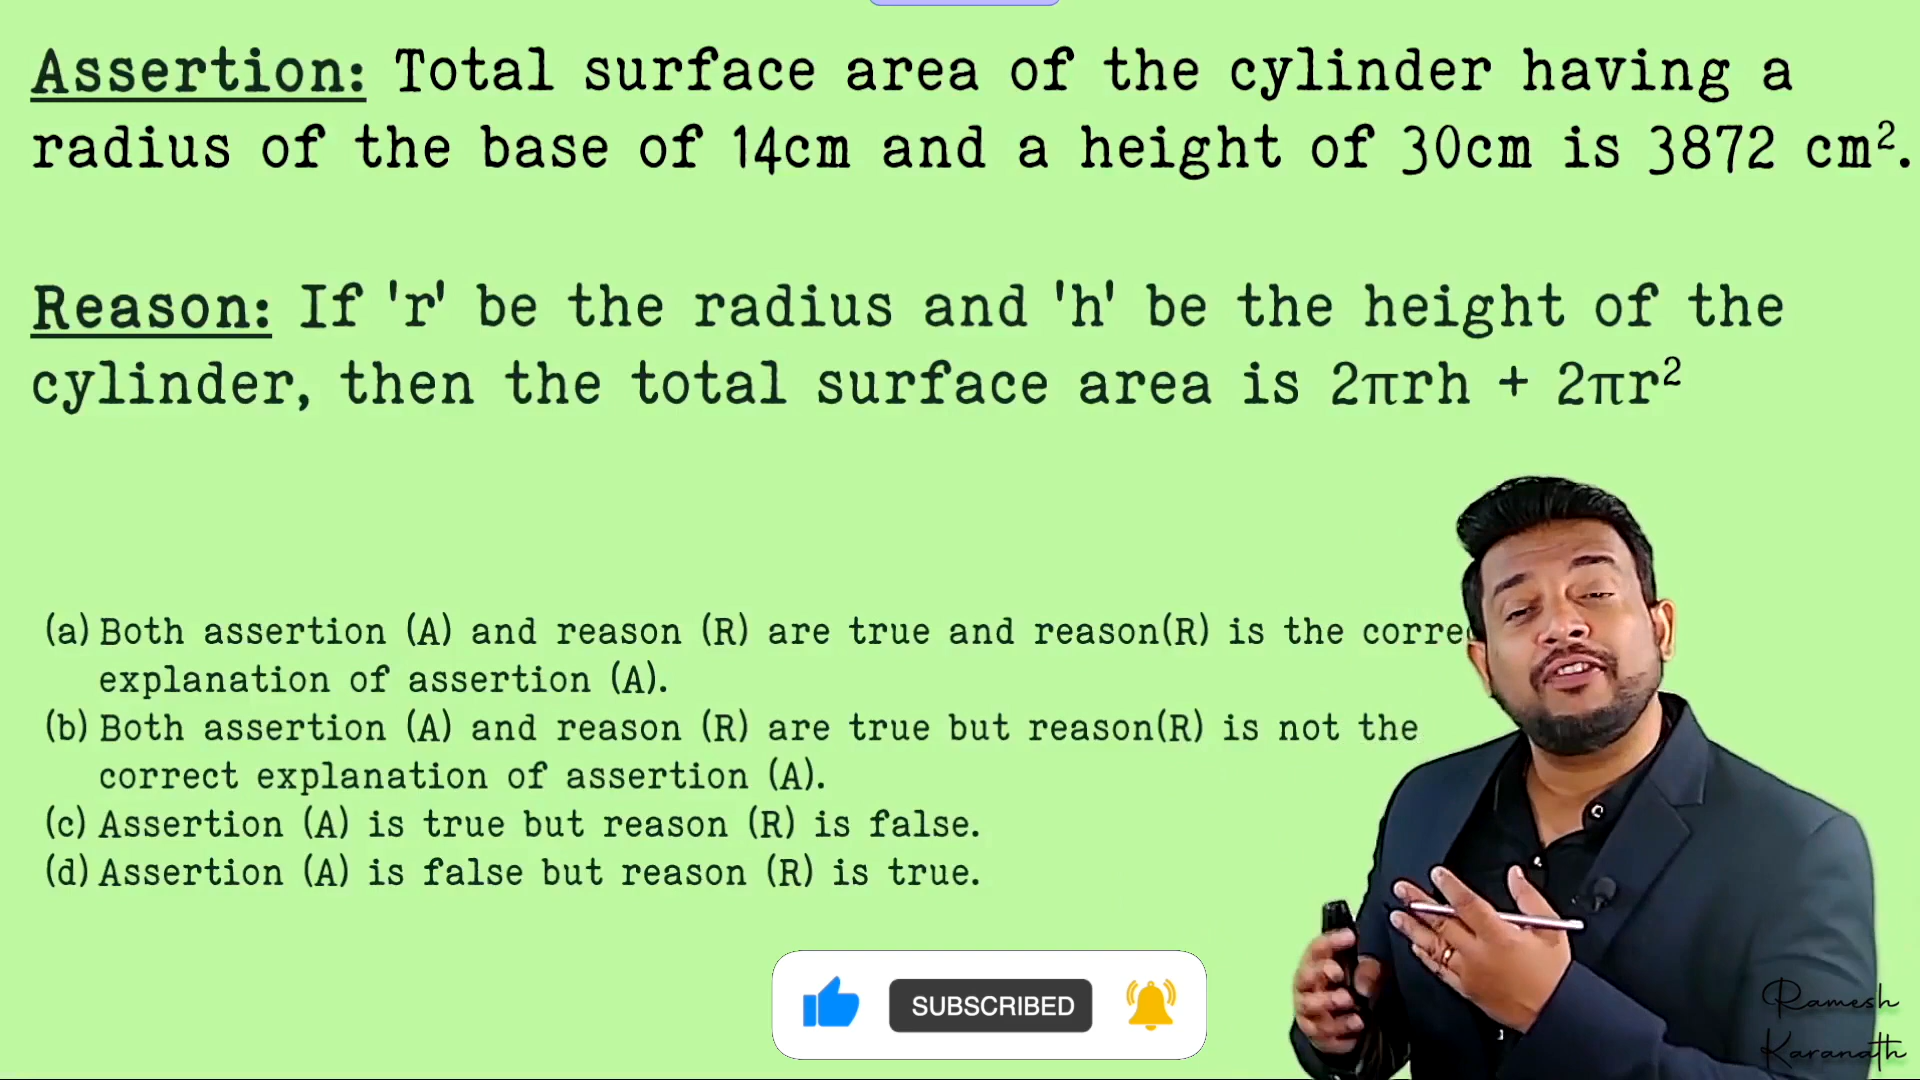 Assertion: Total surface area of the cylinder having a
radius of the base of 14cm and a height of 30cm is 3872 cm².
Reason: If 'r' be the radius and 'h' be the height of the
cylinder, then the total surface area is 2πrh + 2πr²
(a) Both assertion (A) and reason (R) are true and reason(R) is the
explanation of assertion (A).
(b) Both assertion (A) and reason (R) are true but reason(R) is not the
correct explanation of assertion (A).
(c) Assertion (A) is true but reason (R) is false.
(d) Assertion (A) is false but reason (R) is true.
SUBSCRIBED
Ramesh
Karanath